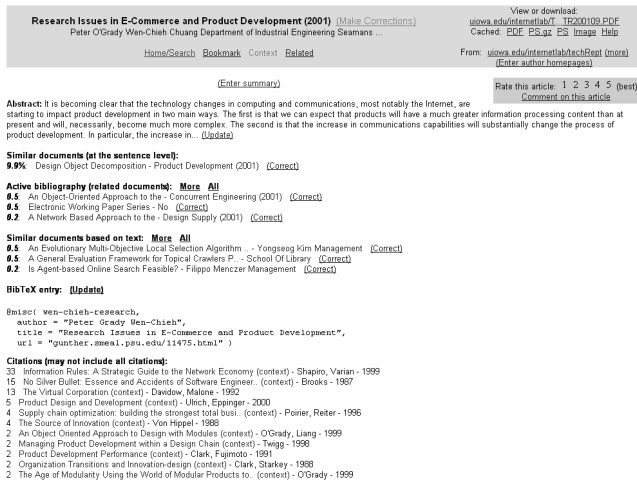 Research Issues in E-Commerce and Product Development (2001) (Make Corrections)
Peter O'Grady Wen-Chieh Chuang Department of Industrial Engineering Seamans ...
Home/Search Bookmark Context Related
View or download:
uiowa.edu/internetlab/T TR200109.PDF
Cached: PDF PS.gz PS Image Help
From: uiowa.edu/internetlab/techRept (more)
(Enter author homepages)
(Enter summary)
Rate this article: 1 2 3 4 5 (best)
Comment on this article
Abstract: It is becoming clear that the technology changes in computing and communications, most notably the Internet, are
starting to impact product development in two main ways. The first is that we can expect that products will have a much greater information processing content than at
present and will, necessarily, become much more complex. The second is that the increase in communications capabilities will substantially change the process of
product development. In particular, the increase in... (Update)
Similar documents (at the sentence level):
9.9%: Design Object Decomposition - Product Development (2001) (Correct)
Active bibliography (related documents): More All
0.5: An Object-Oriented Approach to the - Concurrent Engineering (2001) (Correct)
0.5: Electronic Working Paper Series - No (Correct)
0.2: A Network Based Approach to the - Design Supply (2001) (Correct)
Similar documents based on text: More All
0.5: An Evolutionary Multi-Objective Local Selection Algorithm .. - Yongseog Kim Management (Correct)
0.5: A General Evaluation Framework for Topical Crawlers P.. - School Of Library (Correct)
0.2: Is Agent-based Online Search Feasible? - Filippo Menczer Management (Correct)
BibTeX entry: (Update)
@misc{ wen-chieh-research,
author = "Peter Grady Wen-Chieh",
title = "Research Issues in E-Commerce and Product Development",
url = "gunther.smeal.psu.edu/11475.html" }
Citations (may not include all citations):
33 Information Rules: A Strategic Guide to the Network Economy (context) - Shapiro, Varian - 1999
15 No Silver Bullet: Essence and Accidents of Software Engineer.. (context) - Brooks - 1987
13 The Virtual Corporation (context) - Davidow, Malone - 1992
5 Product Design and Development (context) - Ulrich, Eppinger - 2000
4 Supply chain optimization: building the strongest total busi.. (context) - Poirier, Reiter - 1996
4 The Source of Innovation (context) - Von Hippel - 1988
2 An Object Oriented Approach to Design with Modules (context) - O'Grady, Liang - 1999
2 Managing Product Development within a Design Chain (context) - Twigg - 1998
2 Product Development Performance (context) - Clark, Fujimoto - 1991
2 Organization Transitions and Innovation-design (context) - Clark, Starkey - 1988
2 The Age of Modularity Using the World of Modular Products to.. (context) - O'Grady - 1999